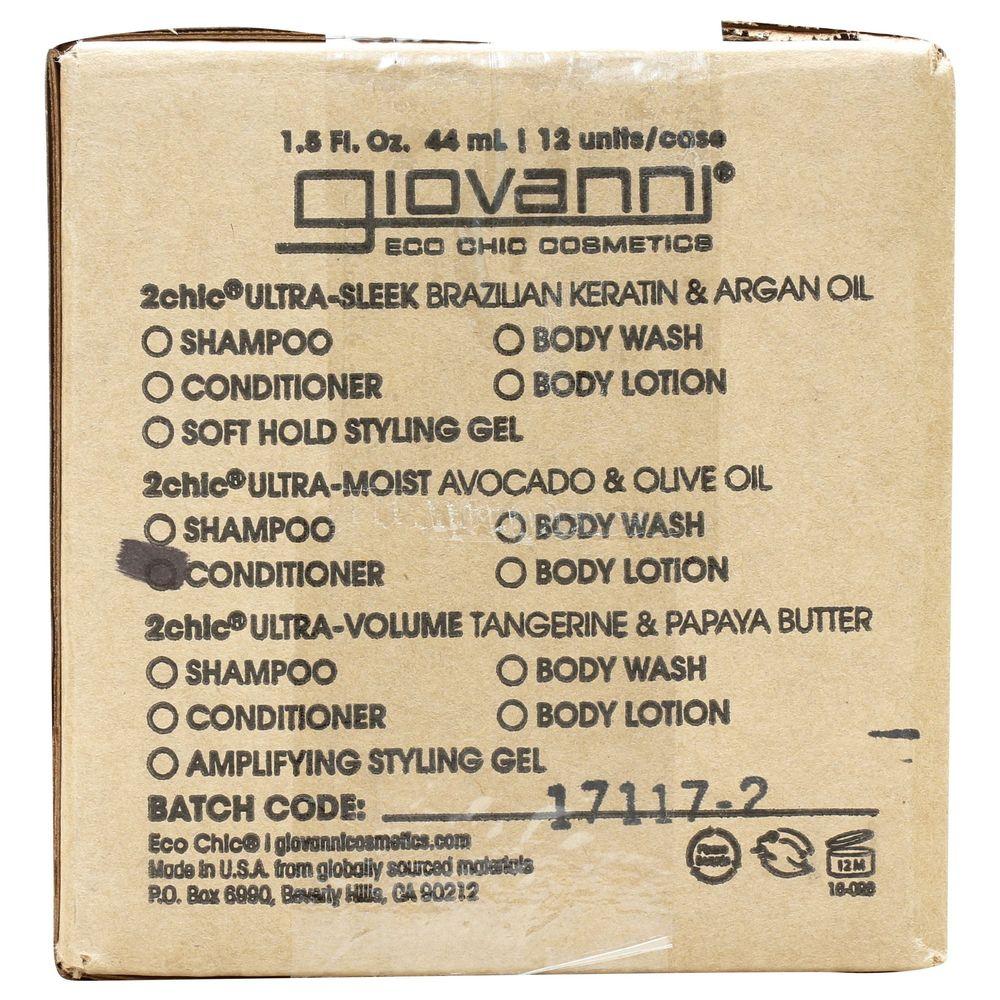 1.5 Fl. Oz. 44 mL | 12 units/case
giovanni®
ECO CHIC COSMETICS
2chic® ULTRA-SLEEK BRAZILIAN KERATIN & ARGAN OIL
SHAMPOO BODY WASH
CONDITIONER BODY LOTION
SOFT HOLD STYLING GEL
2chic® ULTRA-MOIST AVOCADO & OLIVE OIL
SHAMPOO BODY WASH
CONDITIONER BODY LOTION
2chic® ULTRA-VOLUME TANGERINE & PAPAYA BUTTER
SHAMPOO BODY WASH
CONDITIONER BODY LOTION
AMPLIFYING STYLING GEL
BATCH CODE: 17117-2
Eco Chic® | giovannicosmetics.com
Made in U.S.A. from globally sourced materials
P.O. Box 6990, Beverly Hills, CA 90212
12M